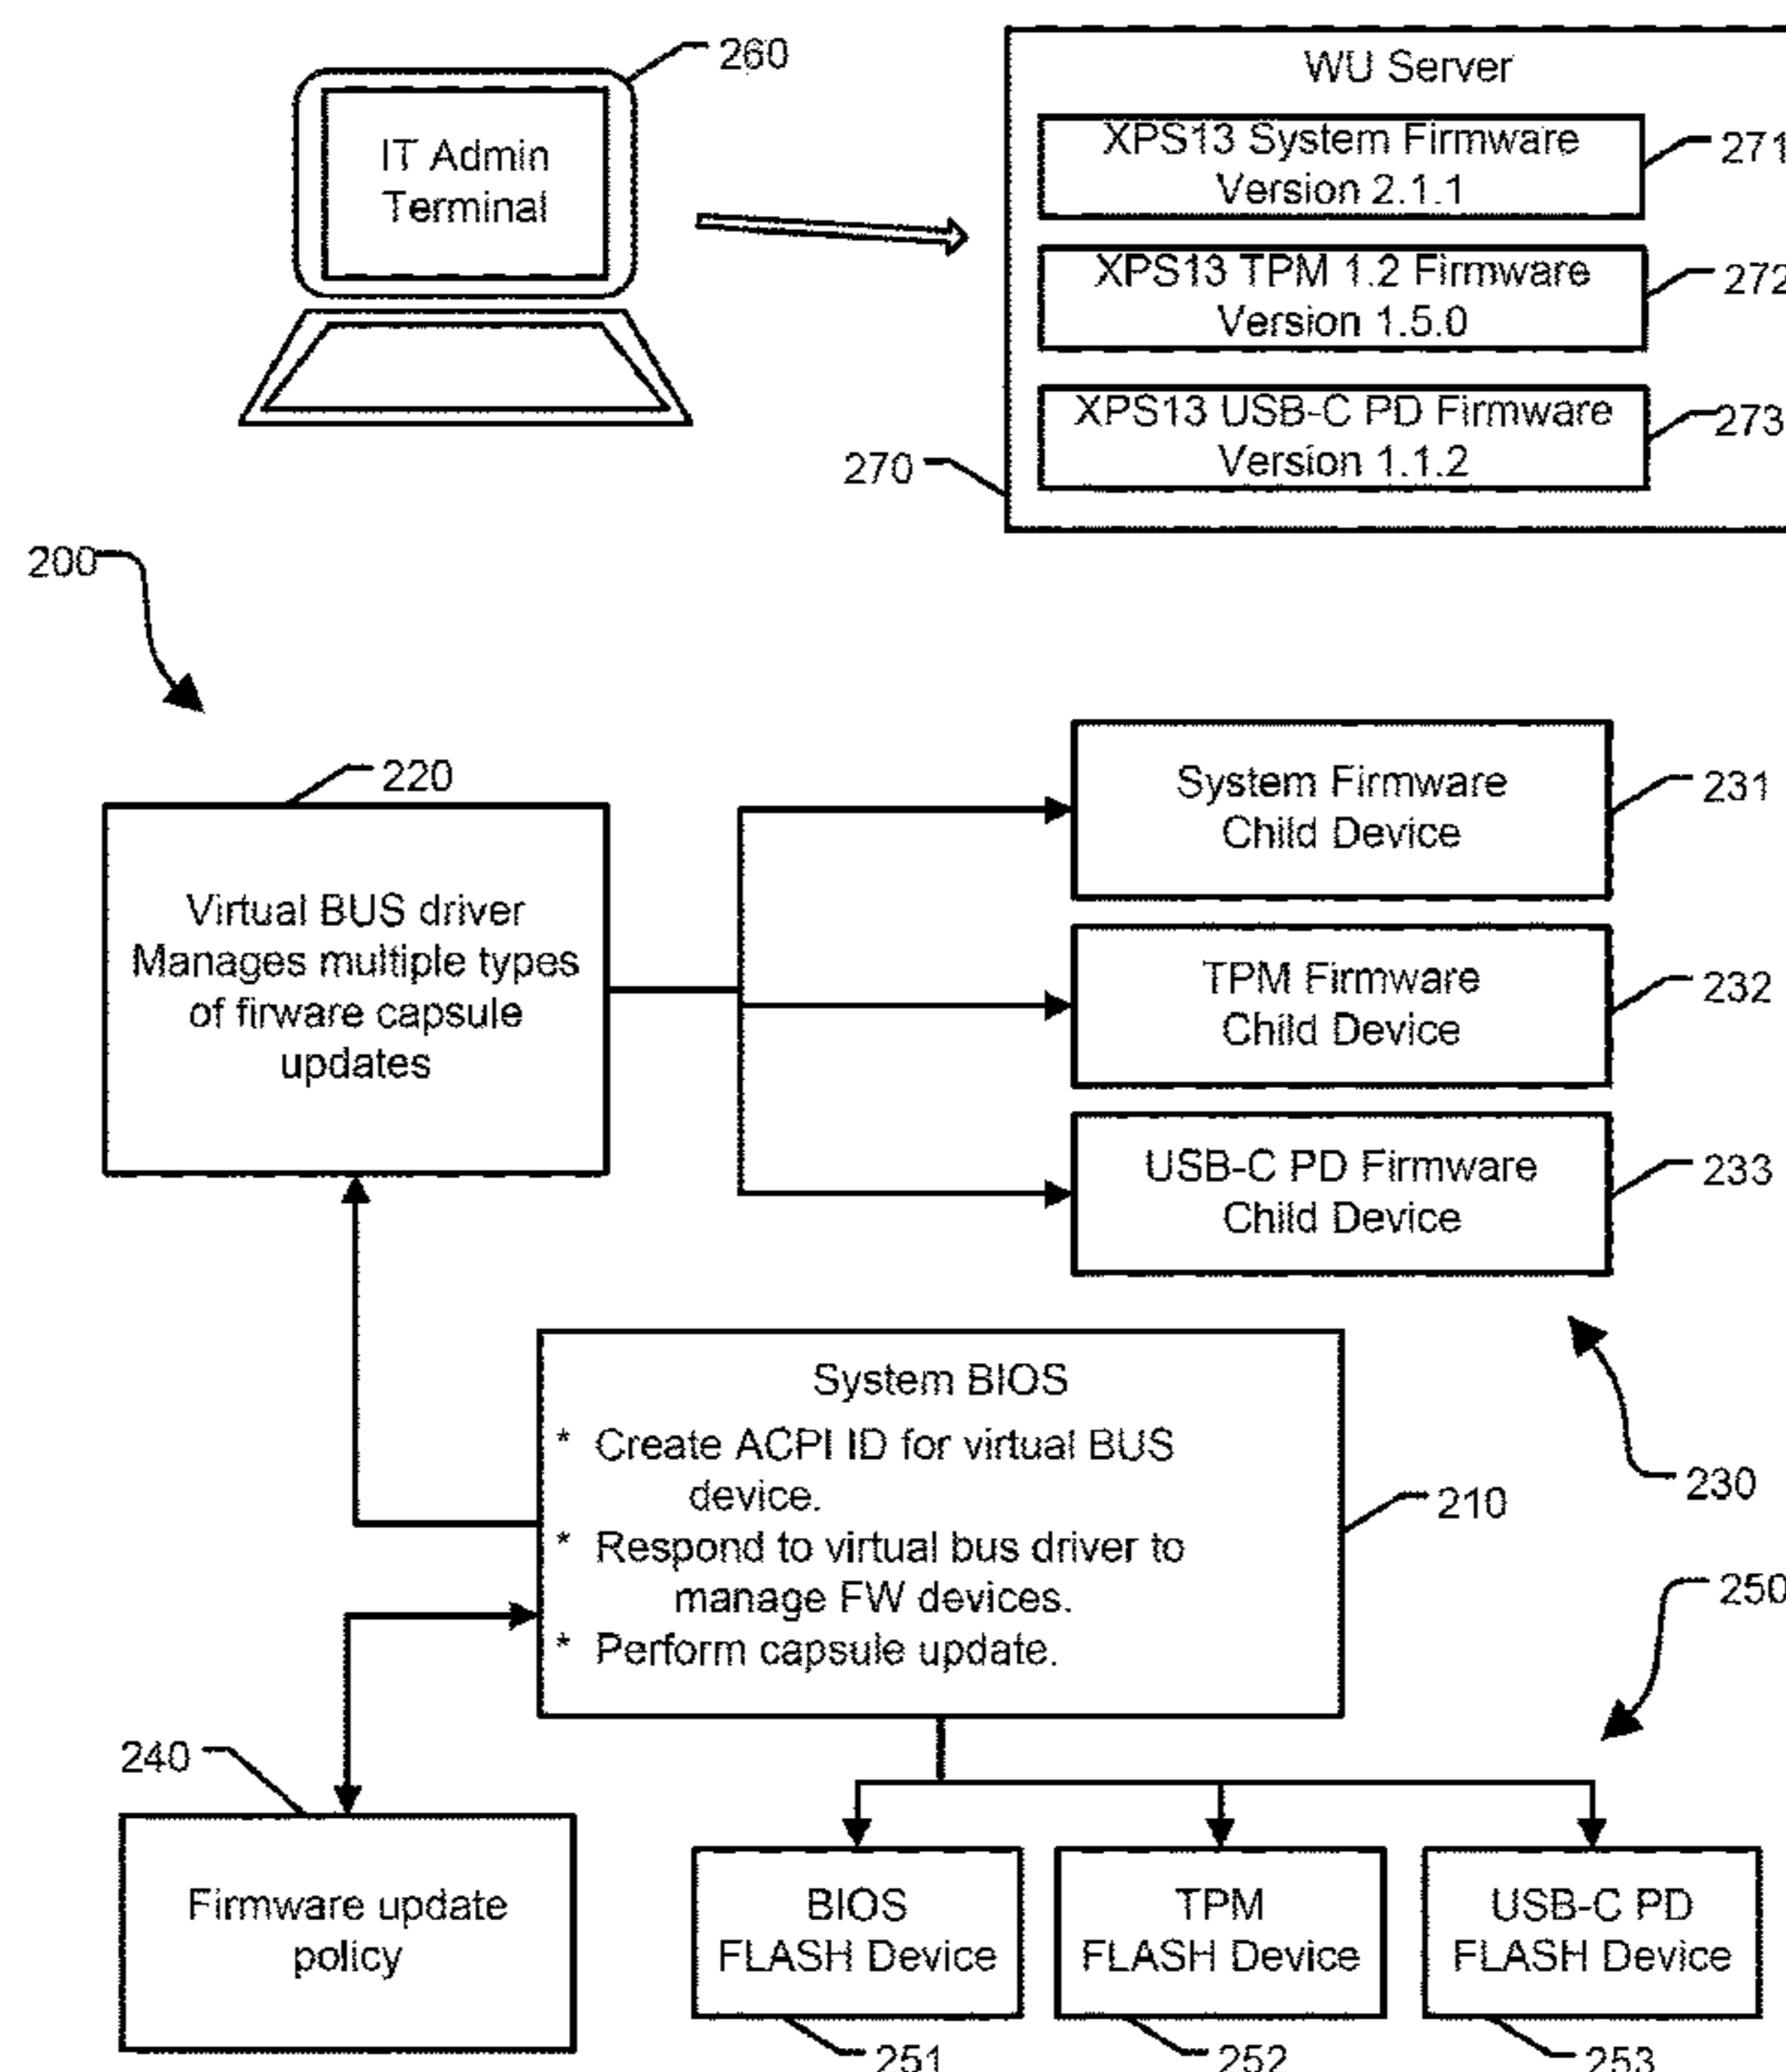 260
IT Admin
Terminal
WU Server
XPS13 System Firmware
Version 2.1.1
271
XPS13 TPM 1.2 Firmware
Version 1.5.0
272
XPS13 USB-C PD Firmware
Version 1.1.2
273
270
200
220
Virtual BUS driver
Manages multiple types
of firware capsule
updates
System Firmware
Child Device
231
TPM Firmware
Child Device
232
USB-C PD Firmware
Child Device
233
230
System BIOS
* Create ACPI ID for virtual BUS
device.
* Respond to virtual bus driver to
manage FW devices.
* Perform capsule update.
210
250
240
Firmware update
policy
BIOS
FLASH Device
TPM
FLASH Device
USB-C PD
FLASH Device
251
252
253